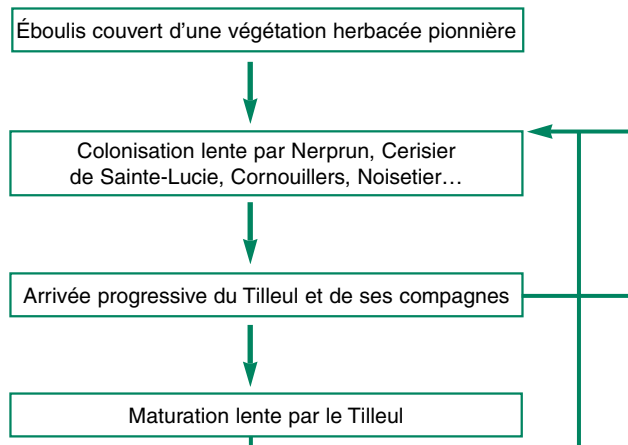 Éboulis couvert d’une végétation herbacée pionnière
Colonisation lente par Nerprun, Cerisier
de Sainte-Lucie, Cornouillers, Noisetier…
Arrivée progressive du Tilleul et de ses compagnes
Maturation lente par le Tilleul